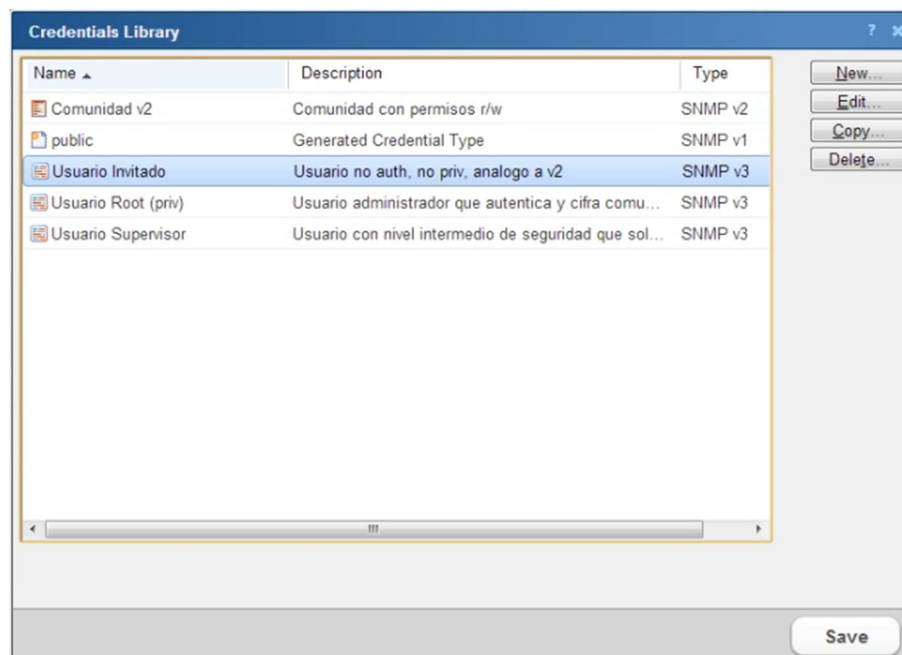 Credentials Library
Name Description Type
Comunidad v2 Comunidad con permisos r/w SNMP v2
public Generated Credential Type SNMP v1
Usuario Invitado Usuario no auth, no priv, analogo a v2 SNMP v3
Usuario Root (priv) Usuario administrador que autentica y cifra comu... SNMP v3
Usuario Supervisor Usuario con nivel intermedio de seguridad que sol... SNMP v3
New...
Edit...
Copy...
Delete...
Save